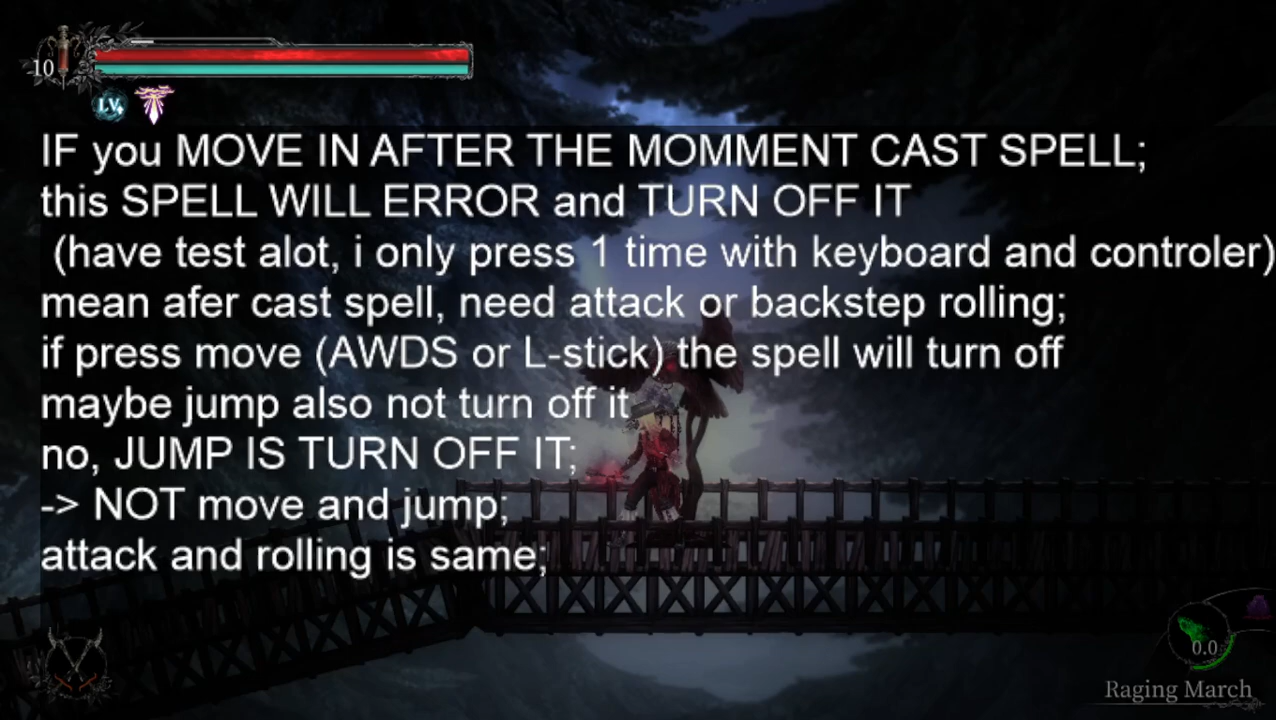 10
LV
IF you MOVE IN AFTER THE MOMMENT CAST SPELL;
this SPELL WILL ERROR and TURN OFF IT
(have test alot, i only press 1 time with keyboard and controler)
mean afer cast spell, need attack or backstep rolling;
if press move (AWDS or L-stick) the spell will turn off
maybe jump also not turn off it
no, JUMP IS TURN OFF IT;
-> NOT move and jump;
attack and rolling is same;
0.0
Raging March